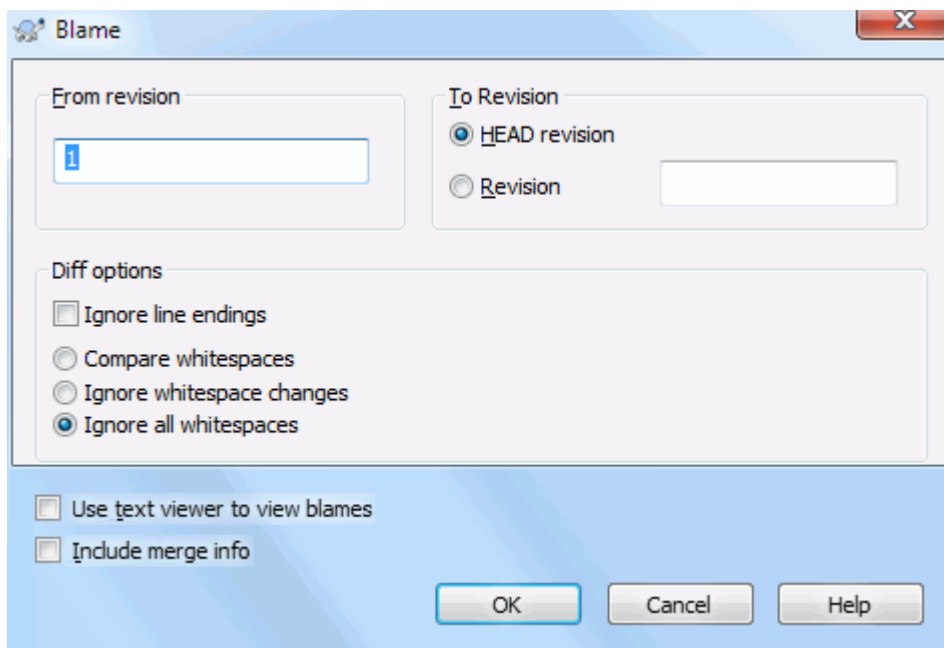 Blame
From revision
1
To Revision
HEAD revision
Revision
Diff options
Ignore line endings
Compare whitespaces
Ignore whitespace changes
Ignore all whitespaces
Use text viewer to view blames
Include merge info
OK Cancel Help